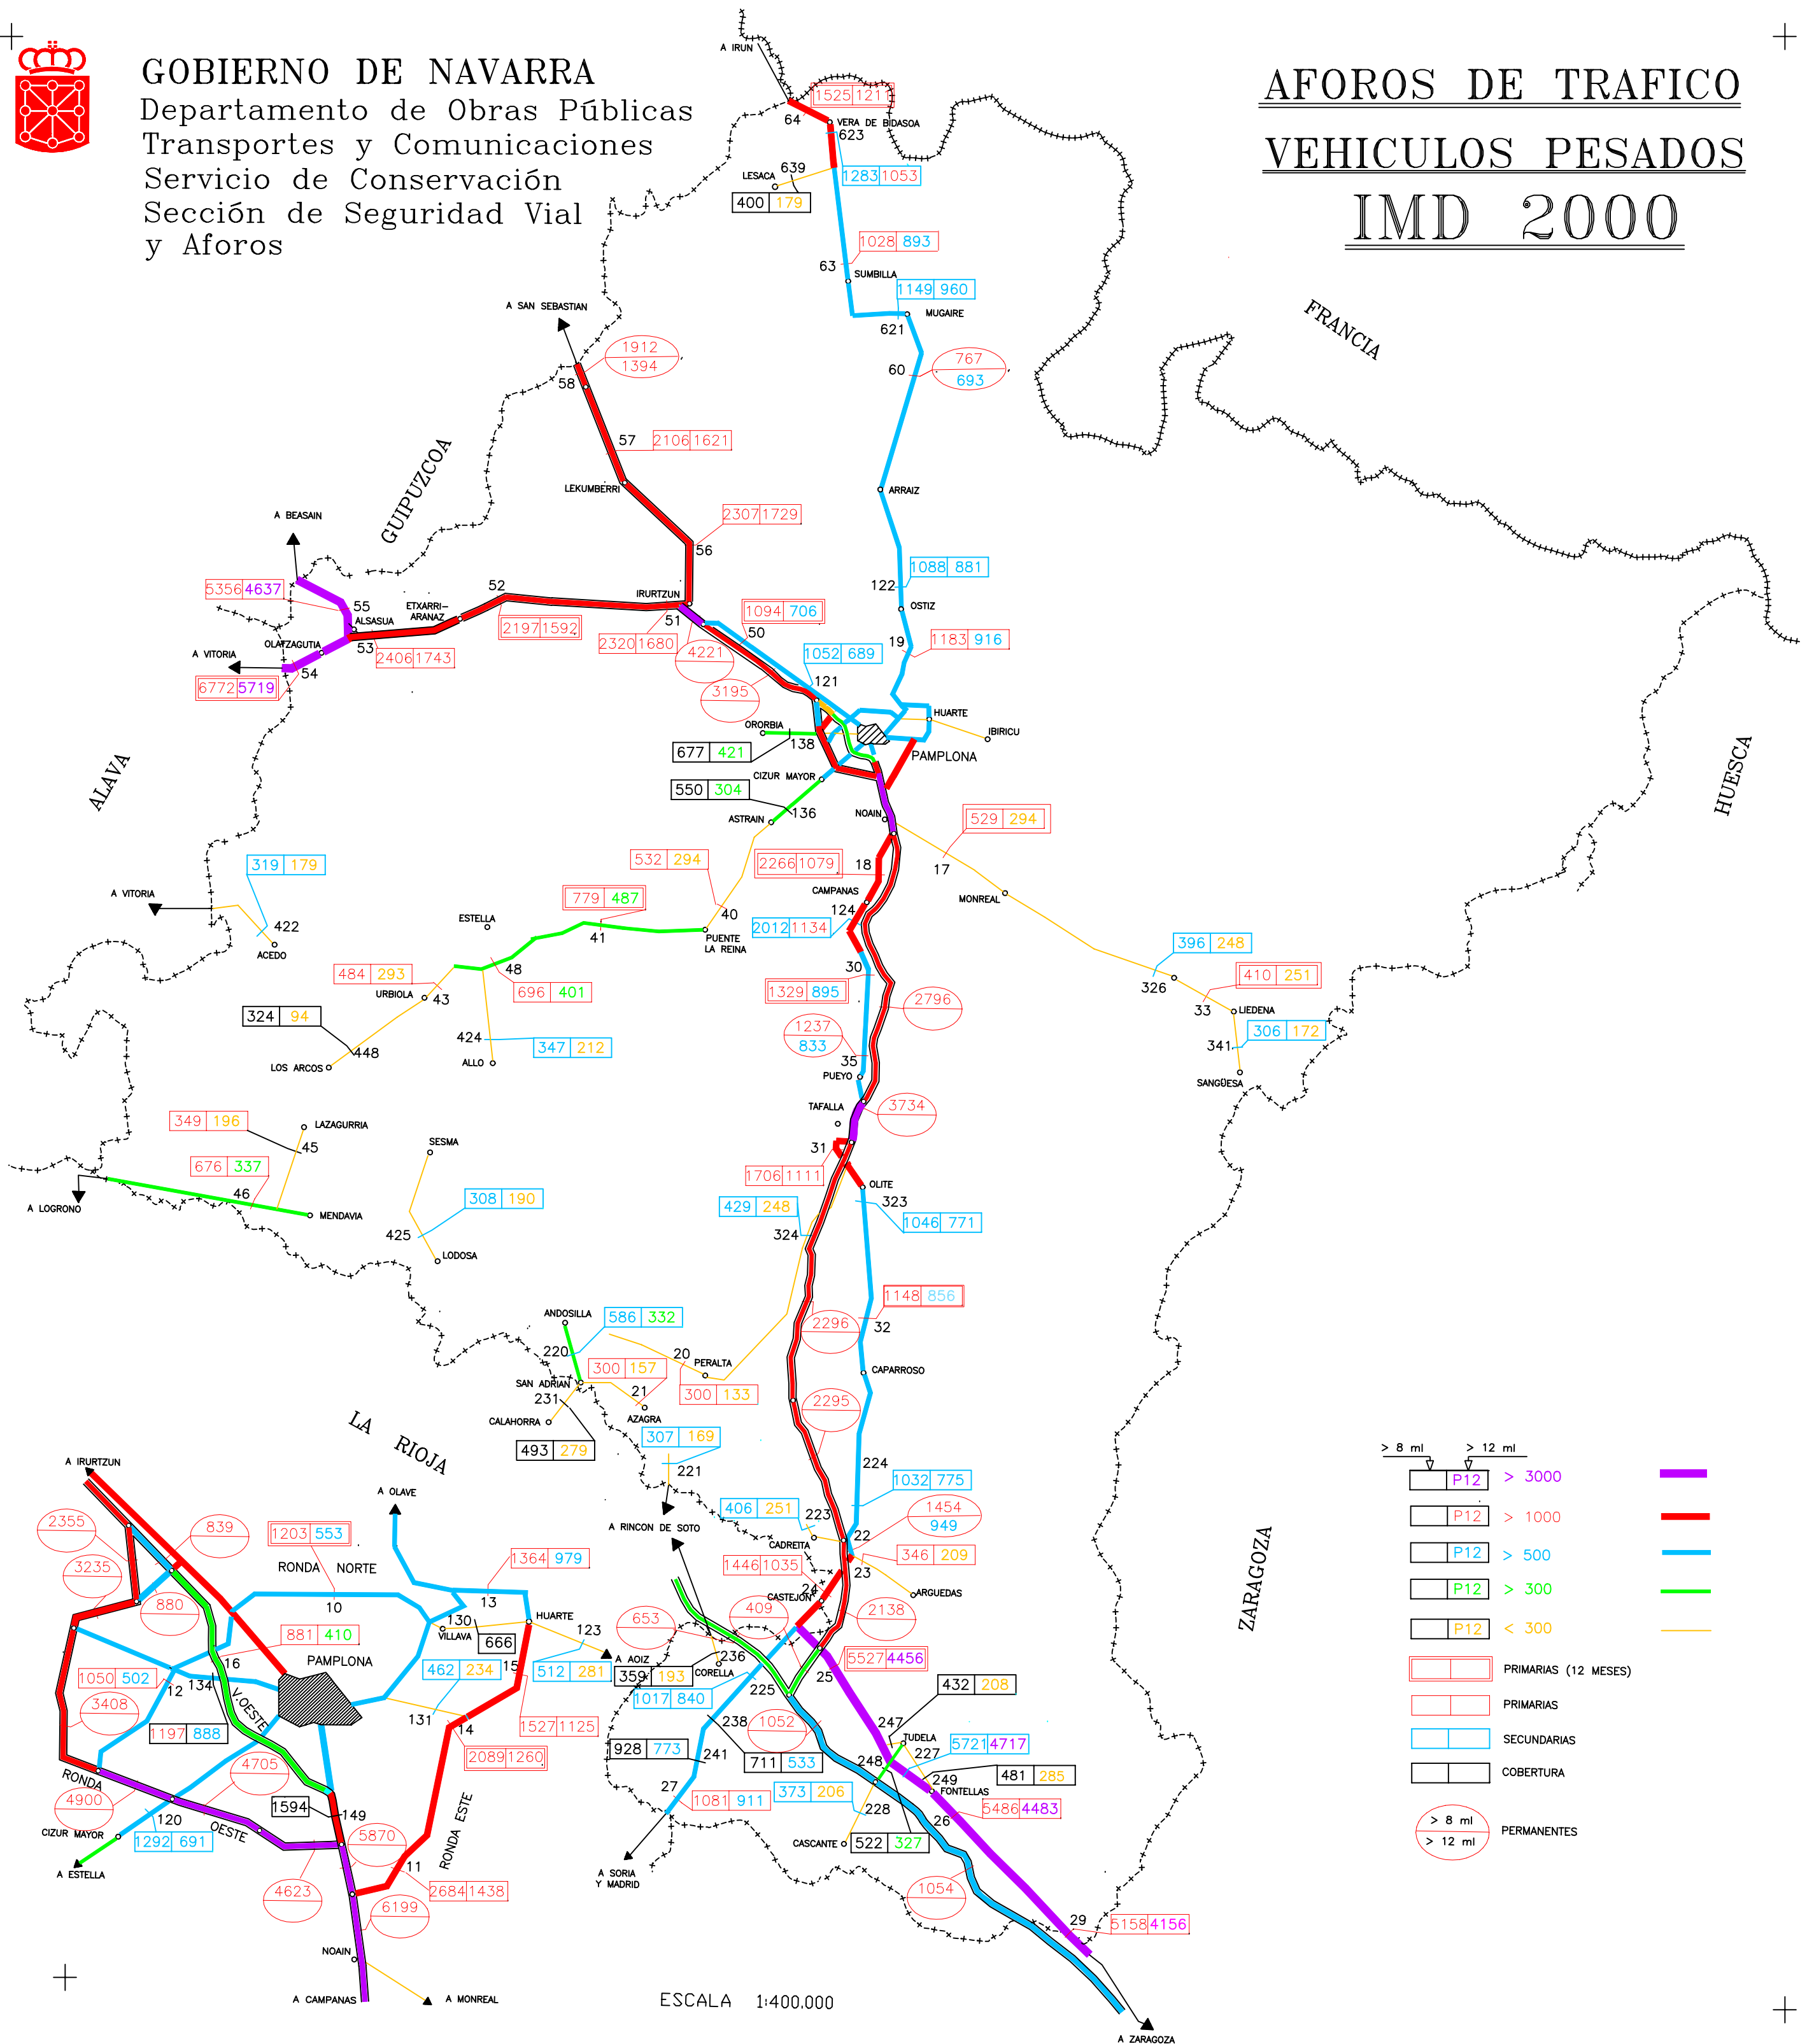 GOBIERNO DE NAVARRA
Departamento de Obras Públicas
Transportes y Comunicaciones
Servicio de Conservación
Sección de Seguridad Vial
y Aforos
AFOROS DE TRAFICO
VEHICULOS PESADOS
IMD 2000
A IRUN
1525 1211
64
VERA DE BIDASOA
623
639
LESACA
1283 1053
400 179
1028 893
63
SUMBILLA
1149 960
MUGAIRE
621
A SAN SEBASTIAN
FRANCIA
1912
1394
58
60
767
693
57
2106 1621
GUIPUZCOA
LEKUMBERRI
ARRAIZ
A BEASAIN
2307 1729
56
1088 881
122
5356 4637
52
IRURTZUN
55
ETXARRI-
ARANAZ
ALSASUA
1094 706
OSTIZ
50
51
2197 1592
2320 1680
19
1183 916
OLATZAGUTIA
53
4221
1052 689
A VITORIA
54
2406 1743
6772 5719
121
3195
HUARTE
ORORBIA
IBIRICU
677 421
138
PAMPLONA
ALAVA
HUESCA
CIZUR MAYOR
550 304
136
ASTRAIN
NOAIN
529 294
319 179
532 294
2266 1079
18
17
A VITORIA
779 487
CAMPANAS
MONREAL
422
ESTELLA
40
124
ACEDO
41
PUENTE
LA REINA
2012 1134
396 248
48
30
484 293
410 251
URBIOLA
43
696 401
1329 895
326
33
LIEDENA
324 94
2796
1237
833
306 172
448
424
347 212
341
LOS ARCOS
ALLO
35
PUEYO
SANGÜESA
TAFALLA
3734
349 196
LAZAGURRIA
45
SESMA
31
676 337
1706 1111
46
308 190
OLITE
323
A LOGROÑO
MENDAVIA
429 248
425
324
1046 771
LODOSA
1148 856
ANDOSILLA
586 332
2296
32
220
20
PERALTA
300 157
CAPARROSO
SAN ADRIAN
21
300 133
231
AZAGRA
2295
CALAHORRA
LA RIOJA
493 279
307 169
224
221
1032 775
406 251
1454
949
A RINCON DE SOTO
223
22
CADREITA
346 209
1446 1035
23
24
ARGUEDAS
CASTEJON
ZARAGOZA
653
409
2138
236
5527 4456
359 193
CORELLA
25
1017 840
225
432 208
238
1052
247
TUDELA
928 773
241
711 533
248
227
5721 4717
481 285
27
249
FONTELLAS
1081 911
373 206
5486 4483
228
26
CASCANTE
522 327
A SORIA
Y MADRID
1054
29
5158 4156
A ZARAGOZA
ESCALA 1:400.000
A IRURTZUN
A OLAVE
2355
839
1203 553
RONDA NORTE
1364 979
3235
880
10
13
HUARTE
130
VILLAVA
666
123
881 410
16
PAMPLONA
A AOIZ
1050 502
462 234
15
512 281
12
134
V.OESTE
3408
131
14
1527 1125
1197 888
2089 1260
4705
RONDA
4900
1594
149
120
OESTE
CIZUR MAYOR
1292 691
5870
RONDA ESTE
A ESTELLA
11
4623
2684 1438
6199
NOAIN
A CAMPANAS
A MONREAL
> 8 ml > 12 ml
P12 > 3000
P12 > 1000
P12 > 500
P12 > 300
P12 < 300
PRIMARIAS (12 MESES)
PRIMARIAS
SECUNDARIAS
COBERTURA
> 8 ml
> 12 ml
PERMANENTES